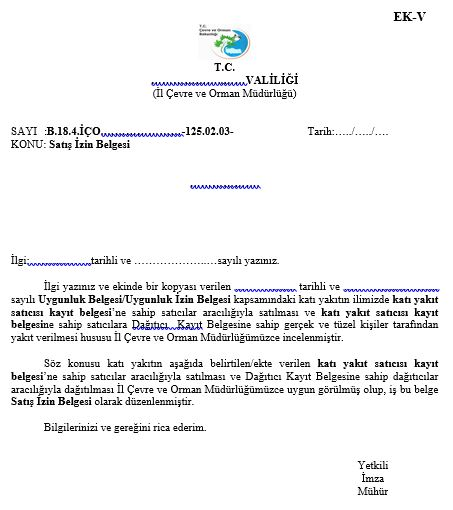 EK-V
T.C.
Çevre ve Orman
Bakanlığı
T.C.
VALİLİĞİ
(İl Çevre ve Orman Müdürlüğü)
SAYI :B.18.4.İÇO. -125.02.03- Tarih:...../...../....
KONU: Satış İzin Belgesi
İlgi: tarihli ve ………………..…sayılı yazınız.
İlgi yazınız ve ekinde bir kopyası verilen tarihli ve
sayılı Uygunluk Belgesi/Uygunluk İzin Belgesi kapsamındaki katı yakıtın ilimizde katı yakıt
satıcısı kayıt belgesi’ne sahip satıcılar aracılığıyla satılması ve katı yakıt satıcısı kayıt
belgesine sahip satıcılara Dağıtıcı Kayıt Belgesine sahip gerçek ve tüzel kişiler tarafından
yakıt verilmesi hususu İl Çevre ve Orman Müdürlüğümüzce incelenmiştir.
Söz konusu katı yakıtın aşağıda belirtilen/ekte verilen katı yakıt satıcısı kayıt
belgesi’ne sahip satıcılar aracılığıyla satılması ve Dağıtıcı Kayıt Belgesine sahip dağıtıcılar
aracılığıyla dağıtılması İl Çevre ve Orman Müdürlüğümüzce uygun görülmüş olup, iş bu belge
Satış İzin Belgesi olarak düzenlenmiştir.
Bilgilerinizi ve gereğini rica ederim.
Yetkili
İmza
Mühür